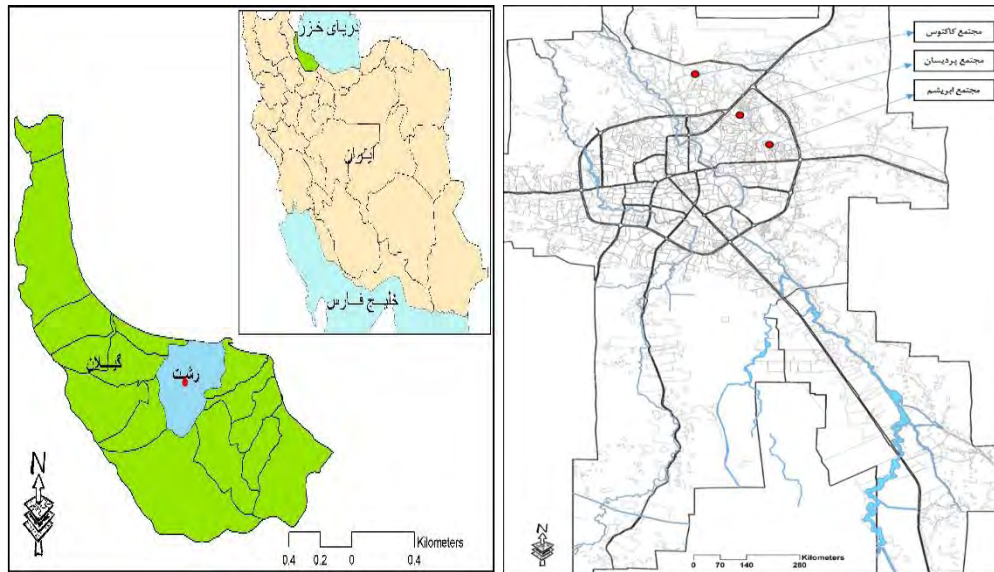 دریای خزر
ایران
خلیج فارس
گیلان
رشت
N
Kilometers
0.4 0.2 0 0.4
مجتمع کاکتوس
مجتمع پردیسان
مجتمع ابریشم
N
Kilometers
0 70 140 280